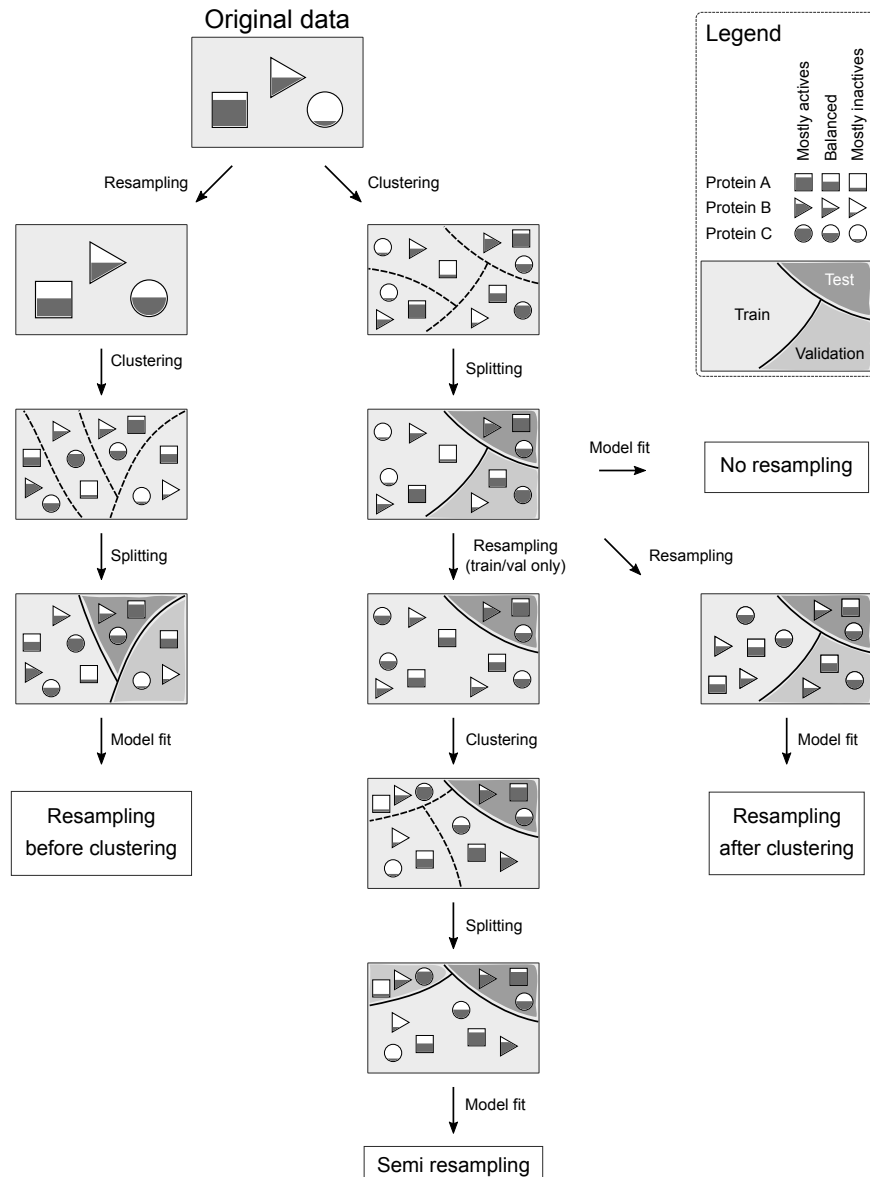 Original data
Legend
Mostly actives
Balanced
Mostly inactives
Protein A
Protein B
Protein C
Test
Train
Validation
Resampling
Clustering
Clustering
Splitting
Model fit
No resampling
Splitting
Resampling
(train/val only)
Resampling
Model fit
Clustering
Model fit
Resampling
before clustering
Resampling
after clustering
Splitting
Model fit
Semi resampling